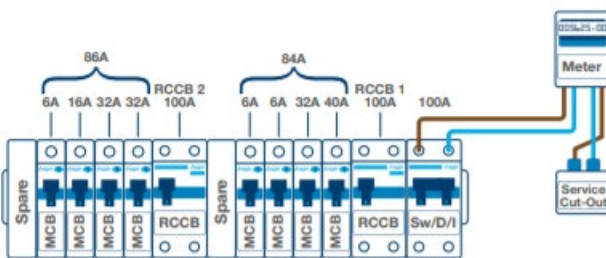 86A
84A
RCCB 2
RCCB 1
6A 16A 32A 32A 100A
6A 6A 32A 40A 100A
100A
Meter
Service
Cut-Out
Spare
MCB
MCB
MCB
MCB
RCCB
Spare
MCB
MCB
MCB
MCB
RCCB
Sw/D/I